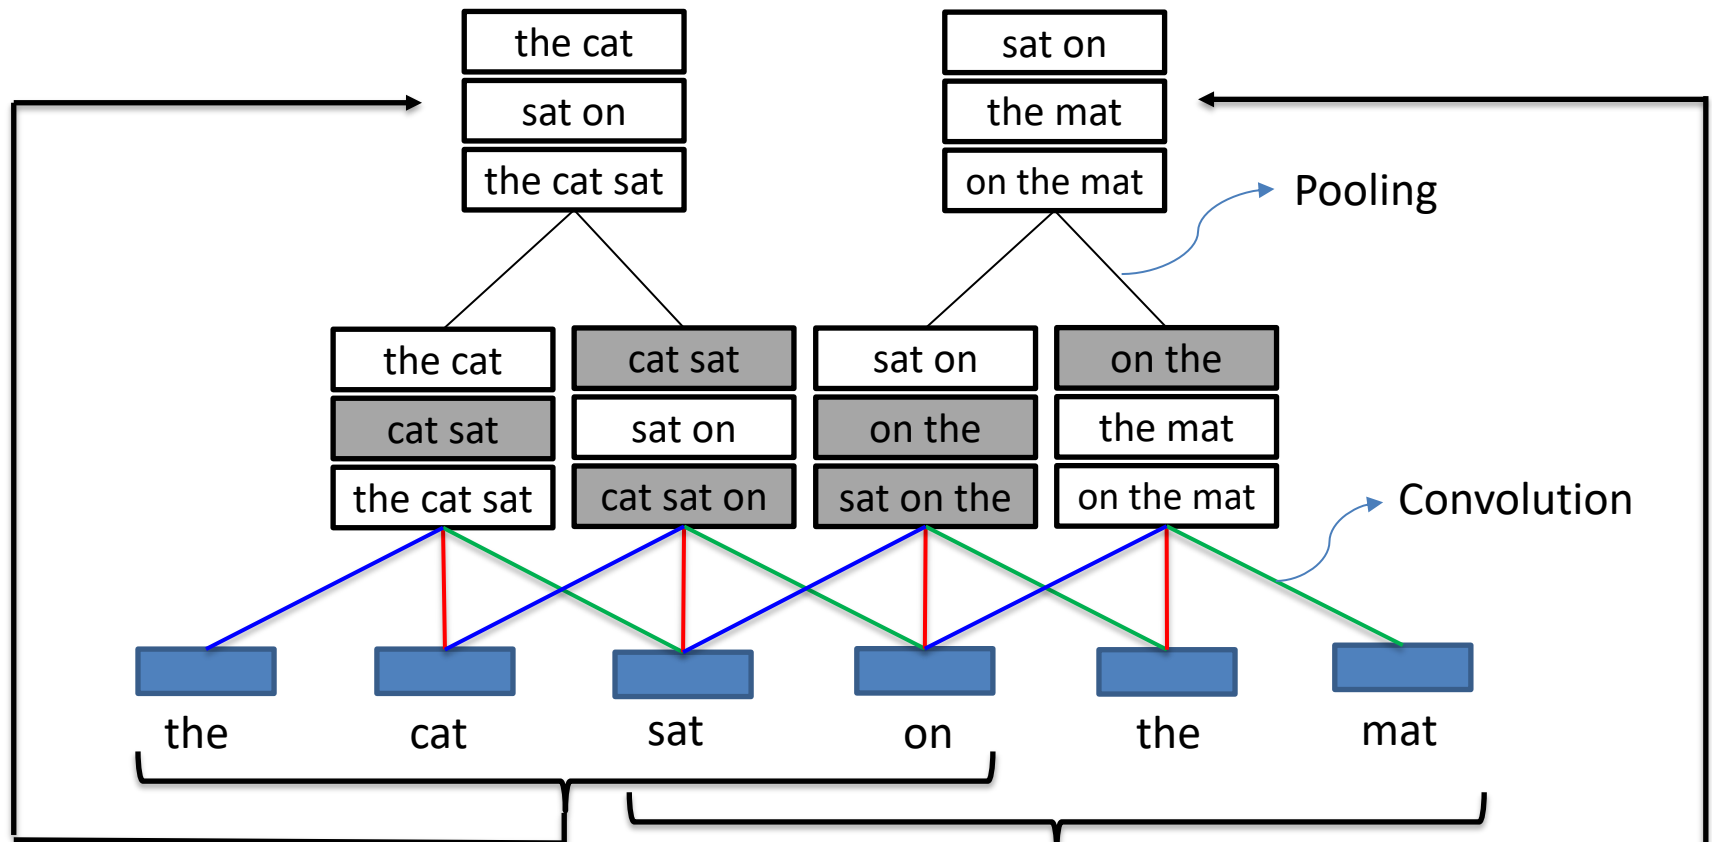 the cat
sat on
the cat sat
sat on
the mat
on the mat
Pooling
the cat
cat sat
the cat sat
cat sat
sat on
cat sat on
sat on
on the
sat on the
on the
the mat
on the mat
Convolution
the cat sat on the mat